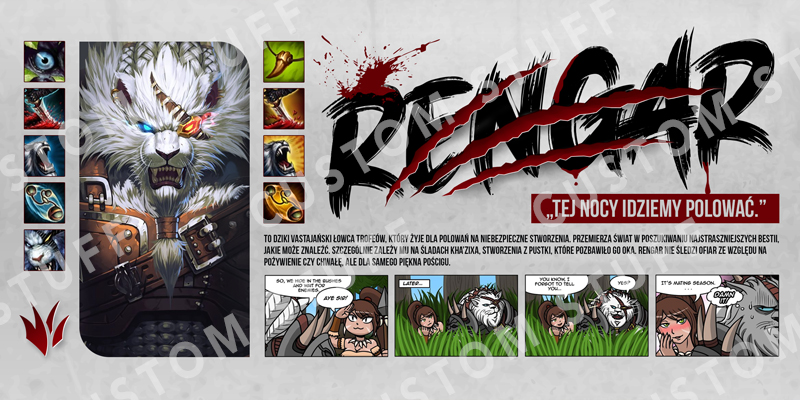 RENGAR
„TEJ NOCY IDZIEMY POLOWAĆ.”
TO DZIKI VASTAJAŃSKI ŁOWCA TROFEÓW, KTÓRY ŻYJE DLA POLOWAŃ NA NIEBEZPIECZNE STWORZENIA. PRZEMIERZA ŚWIAT W POSZUKIWANIU NAJSTRASZNIEJSZYCH BESTII,
JAKIE MOŻE ZNALEŹĆ. SZCZEGÓLNIE ZALEŻY MU NA ŚLADACH KHA'ZIXA, STWORZENIA Z PUSTKI, KTÓRE POZBAWIŁO GO OKA. RENGAR NIE ŚLEDZI OFIAR ZE WZGLĘDU NA
POŻYWIENIE CZY CHWAŁĘ, ALE DLA SAMEGO PIĘKNA POŚCIGU.
SO, WE HIDE IN THE BUSHES
AND WAIT FOR
ENEMIES...
AYE SIR!
LATER...
YOU KNOW, I
FORGOT TO TELL
YOU...
YES?
IT'S MATING SEASON.
...
DAMN
IT!
CUSTOM STUFF